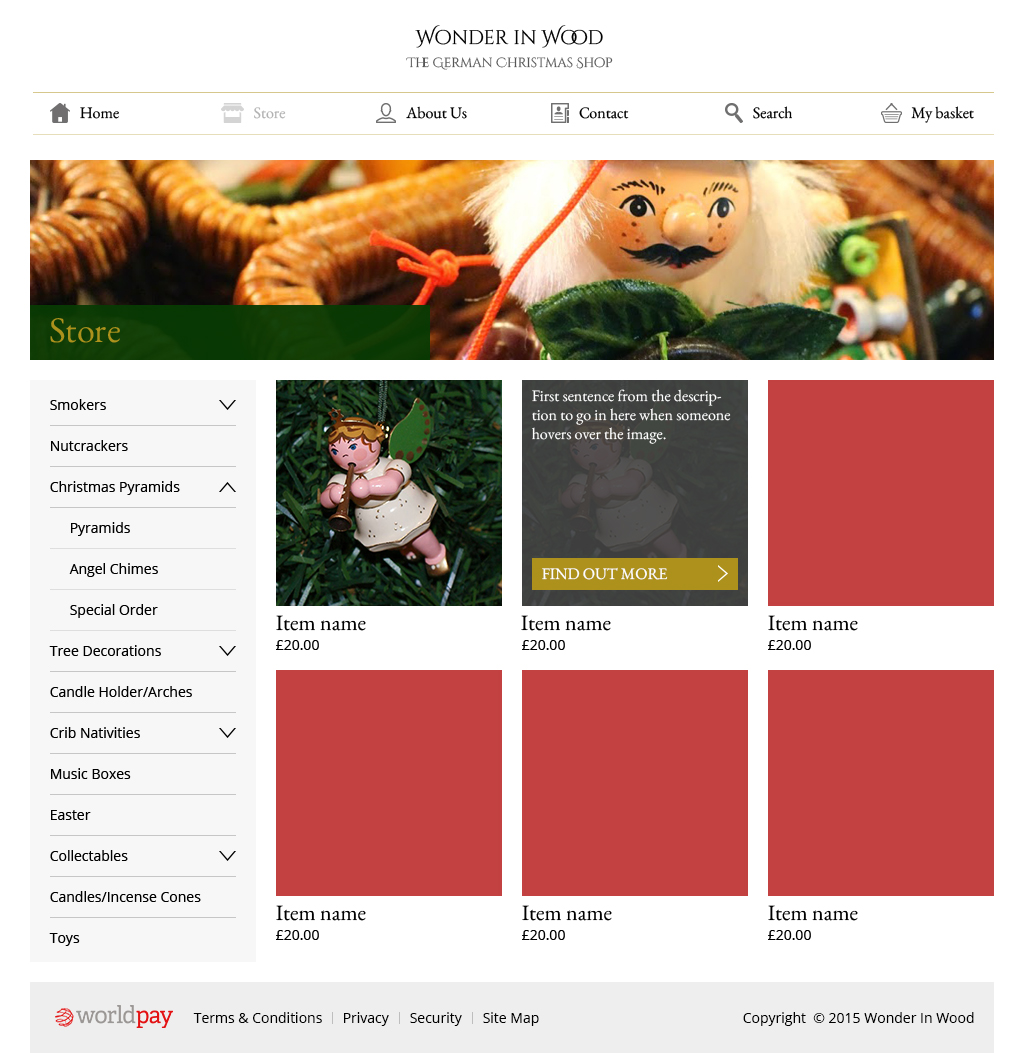 Wonder in Wood
The German Christmas Shop
Home
Store
About Us
Contact
Search
My basket
Store
Smokers
Nutcrackers
Christmas Pyramids
Pyramids
Angel Chimes
Special Order
Tree Decorations
Candle Holder/Arches
Crib Nativities
Music Boxes
Easter
Collectables
Candles/Incense Cones
Toys
First sentence from the descrip-
tion to go in here when someone
hovers over the image.
FIND OUT MORE
Item name
£20.00
Item name
£20.00
Item name
£20.00
Item name
£20.00
Item name
£20.00
Item name
£20.00
worldpay
Terms & Conditions
Privacy
Security
Site Map
Copyright © 2015 Wonder In Wood